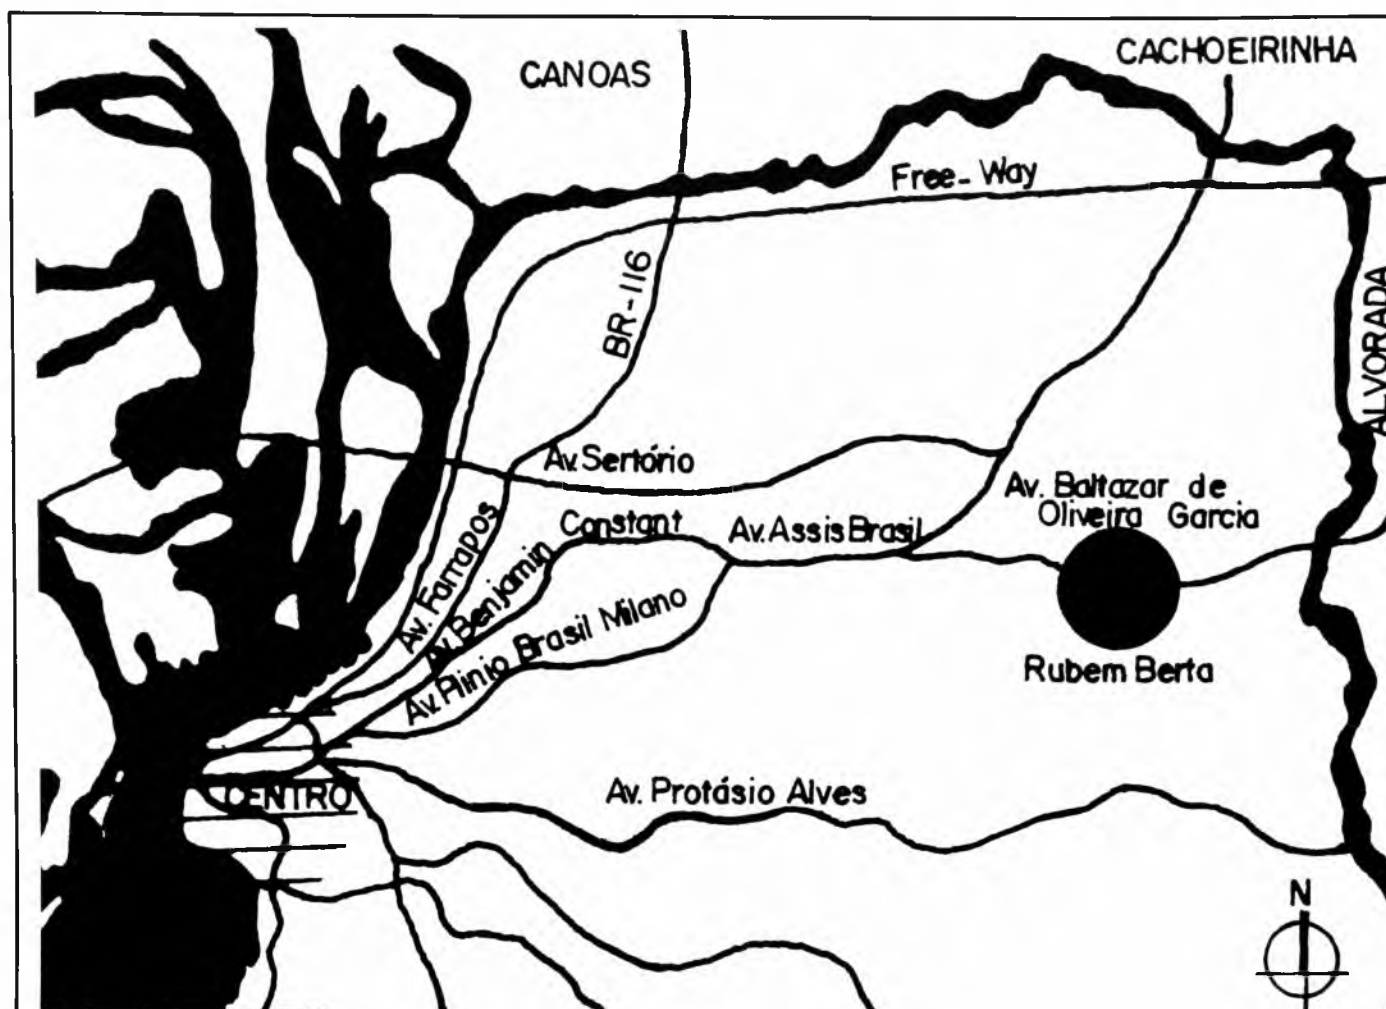 CANOAS
CACHOEIRINHA
Free-Way
BR-116
ALVORADA
Av. Sertório
Av. Baltazar de
Oliveira Garcia
Av. Farrapos
Av. Benjamin Constant
Av. Assis Brasil
Av. Plinio Brasil Milano
Rubem Berta
CENTRO
Av. Protásio Alves
N